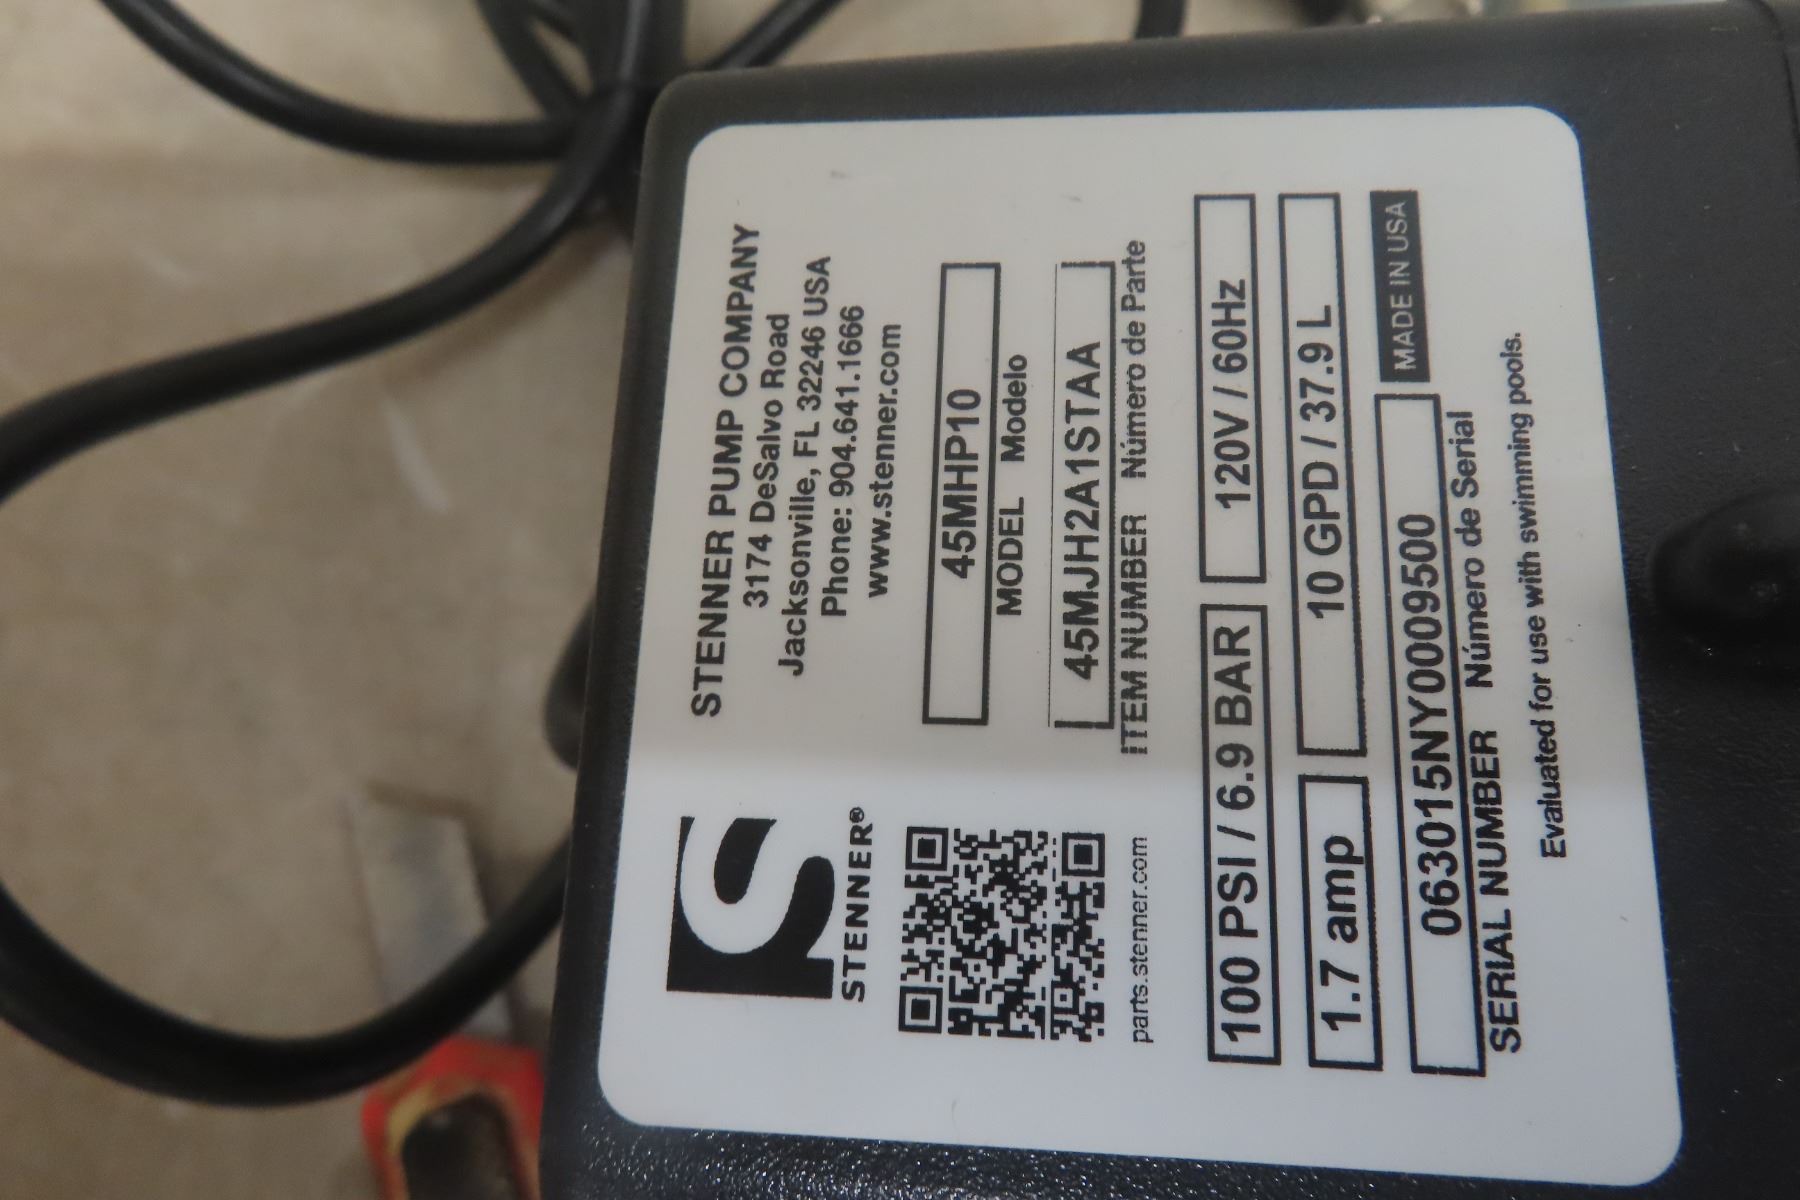 STENNER®
STENNER PUMP COMPANY
3174 DeSalvo Road
Jacksonville, FL 32246 USA
Phone: 904.641.1666
www.stenner.com
45MHP10
MODEL Modelo
45MJH2A1STAA
ITEM NUMBER Número de Parte
parts.stenner.com
100 PSI / 6.9 BAR 120V / 60Hz
1.7 amp 10 GPD / 37.9 L
063015NY0009500 MADE IN USA
SERIAL NUMBER Número de Serial
Evaluated for use with swimming pools.